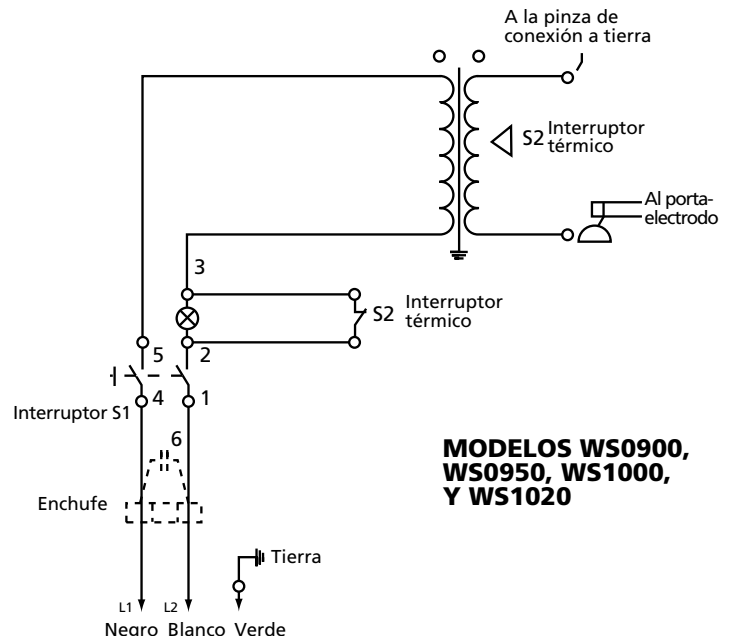 A la pinza de
conexión a tierra
S2 Interruptor
térmico
Al porta-
electrodo
3
S2 Interruptor
térmico
5 2
4 1
Interruptor S1
6
MODELOS WS0900,
WS0950, WS1000,
Y WS1020
Enchufe
Tierra
L1 L2
Negro Blanco Verde